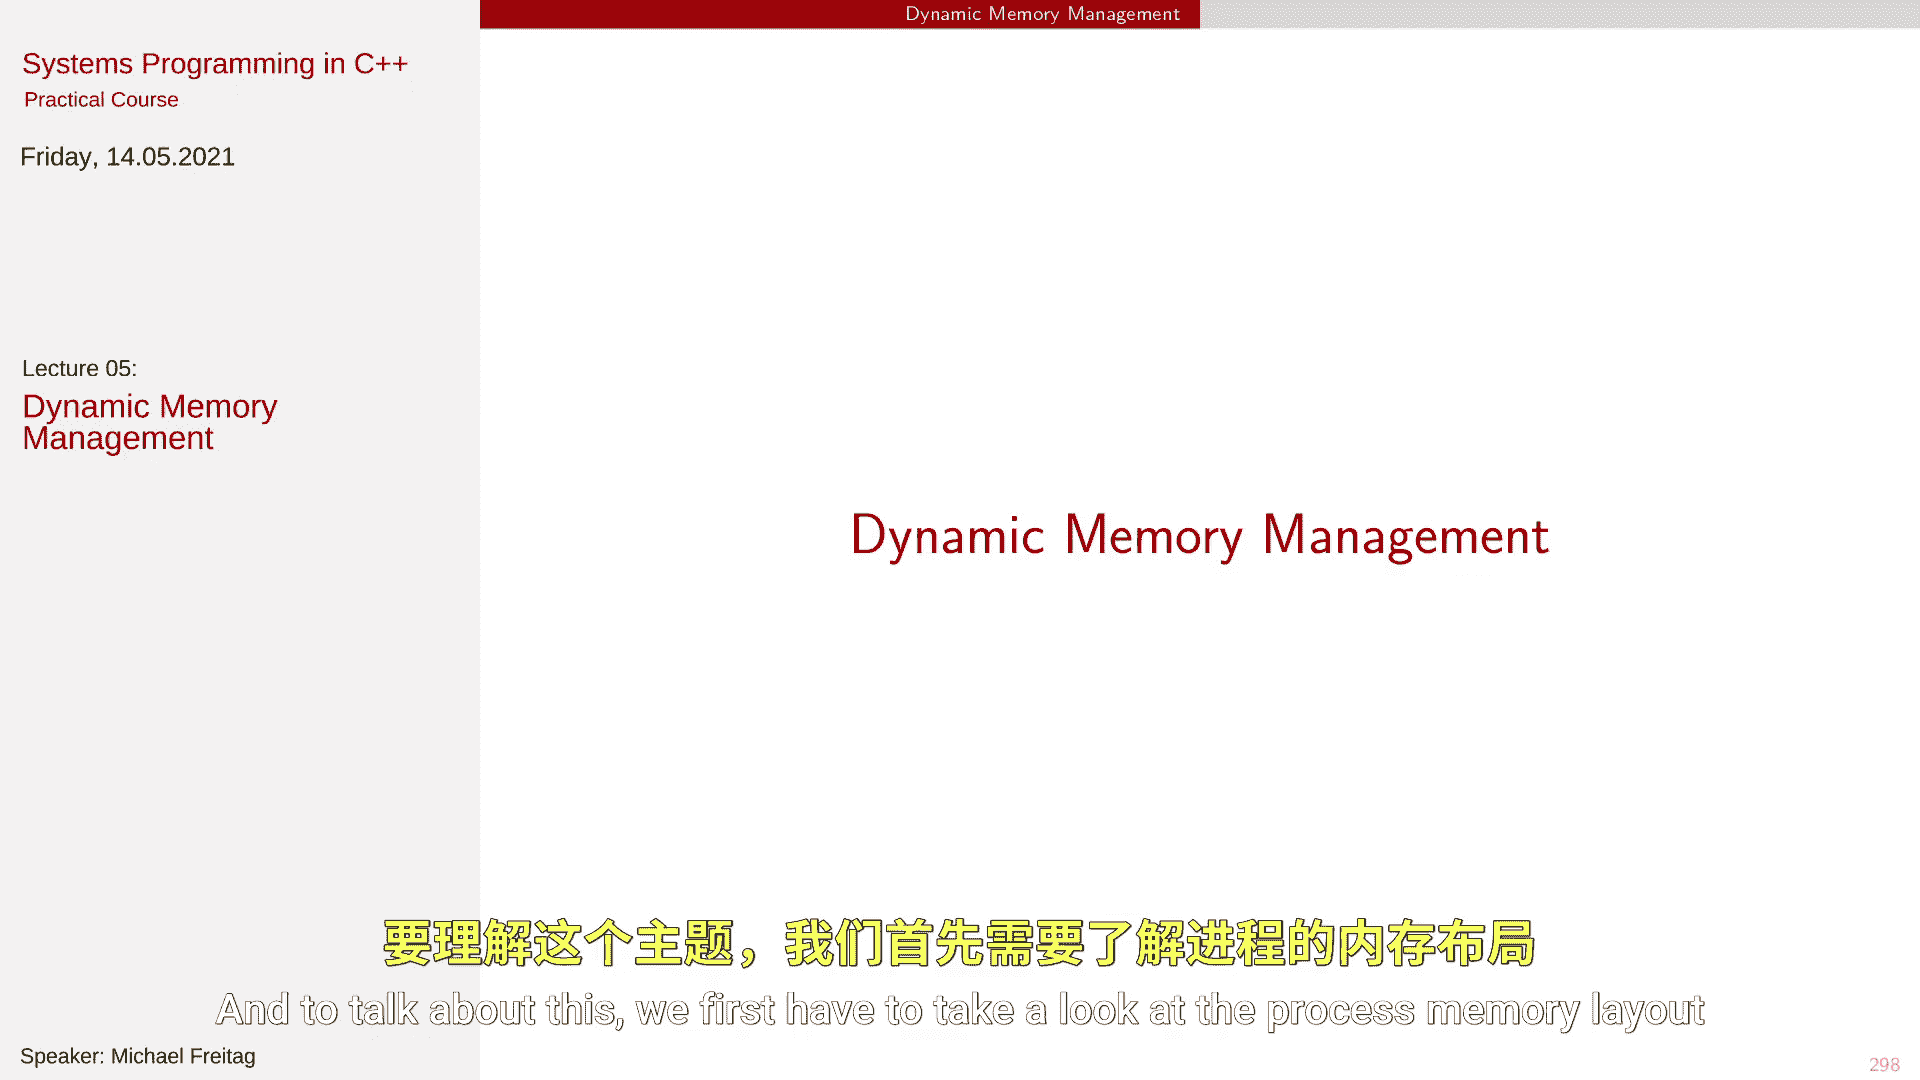 Dynamic Memory Management
Systems Programming in C++
Practical Course
Friday, 14.05.2021
Lecture 05:
Dynamic Memory
Management
Dynamic Memory Management
要理解这个主题，我们首先需要了解进程的内存布局
And to talk about this, we first have to take a look at the process memory layout
Speaker: Michael Freitag
298